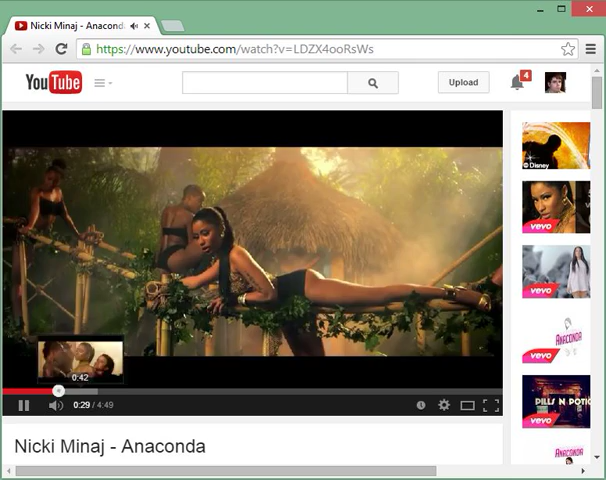 Nicki Minaj - Anaconda
https://www.youtube.com/watch?v=LDZX4ooRsWs
YouTube
Upload
4
© Disney
vevo
vevo
ANACONDA
vevo
0:42
PILLS N POTIO
vevo
0:29 / 4:49
Nicki Minaj - Anaconda
ANACONDA